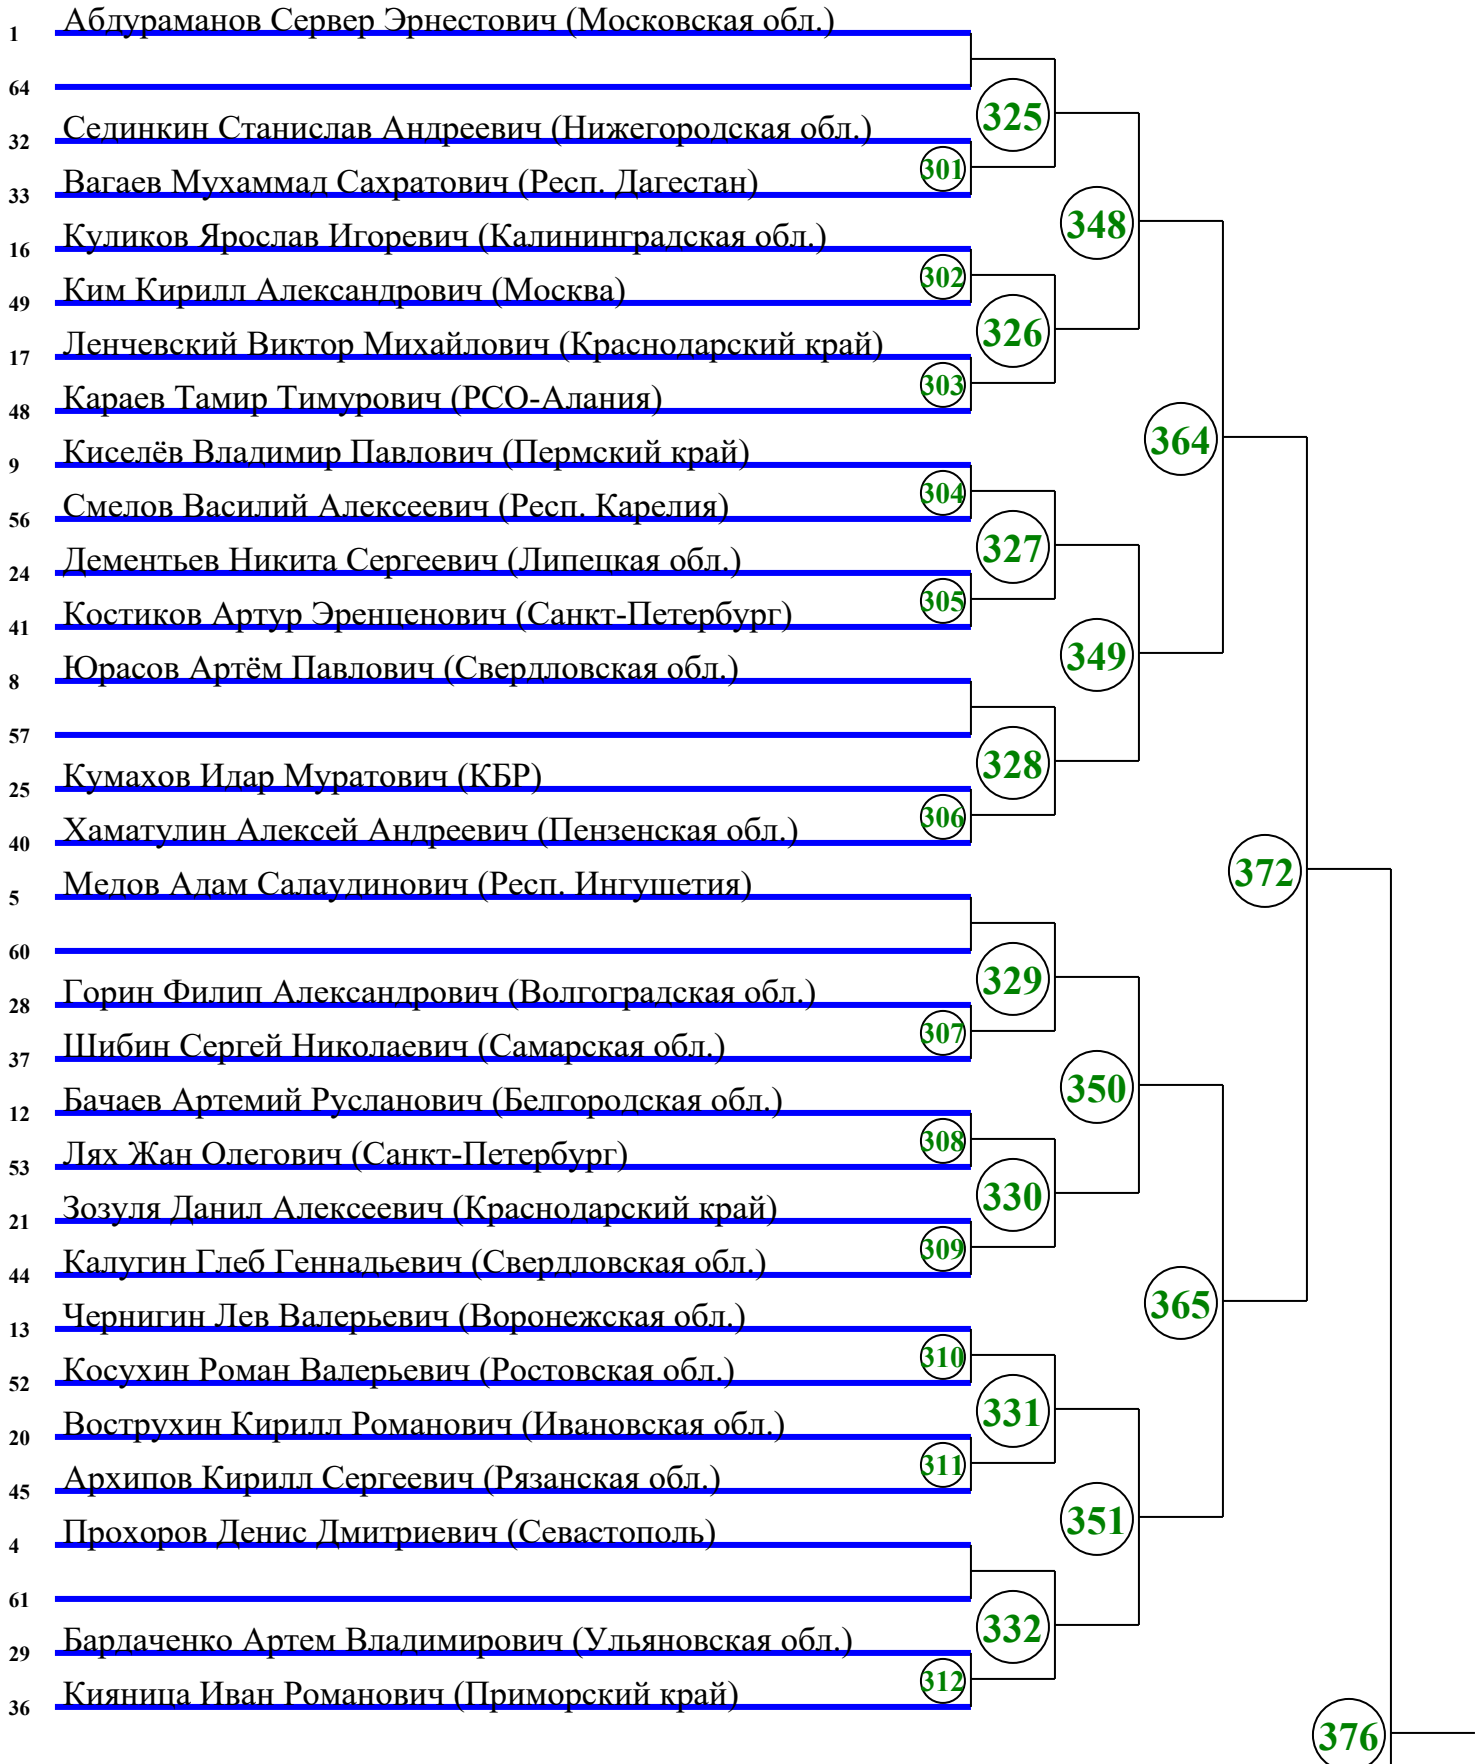 Абдураманов Сервер Эрнестович (Московская обл.)
1
64
325
Сединкин Станислав Андреевич (Нижегородская обл.)
32
301
Вагаев Мухаммад Сахратович (Респ. Дагестан)
33
348
Куликов Ярослав Игоревич (Калининградская обл.)
16
302
Ким Кирилл Александрович (Москва)
49
326
Ленчевский Виктор Михайлович (Краснодарский край)
17
303
Караев Тамир Тимурович (РСО-Алания)
48
364
Киселёв Владимир Павлович (Пермский край)
9
304
Смелов Василий Алексеевич (Респ. Карелия)
56
327
Дементьев Никита Сергеевич (Липецкая обл.)
24
305
Костиков Артур Эренценович (Санкт-Петербург)
41
349
Юрасов Артём Павлович (Свердловская обл.)
8
57
328
Кумахов Идар Муратович (КБР)
25
306
Хаматулин Алексей Андреевич (Пензенская обл.)
40
372
Медов Адам Салаудинович (Респ. Ингушетия)
5
60
329
Горин Филип Александрович (Волгоградская обл.)
28
307
Шибин Сергей Николаевич (Самарская обл.)
37
350
Бачаев Артемий Русланович (Белгородская обл.)
12
308
Лях Жан Олегович (Санкт-Петербург)
53
330
Зозуля Данил Алексеевич (Краснодарский край)
21
309
Калугин Глеб Геннадьевич (Свердловская обл.)
44
365
Чернигин Лев Валерьевич (Воронежская обл.)
13
310
Косухин Роман Валерьевич (Ростовская обл.)
52
331
Вострухин Кирилл Романович (Ивановская обл.)
20
311
Архипов Кирилл Сергеевич (Рязанская обл.)
45
351
Прохоров Денис Дмитриевич (Севастополь)
4
61
332
Бардаченко Артем Владимирович (Ульяновская обл.)
29
312
Кияница Иван Романович (Приморский край)
36
376